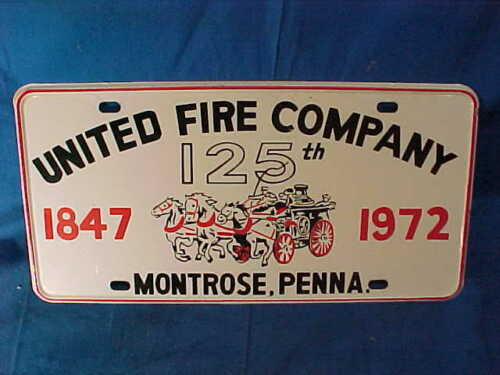 UNITED FIRE COMPANY
125th
1847 1972
MONTROSE, PENNA.